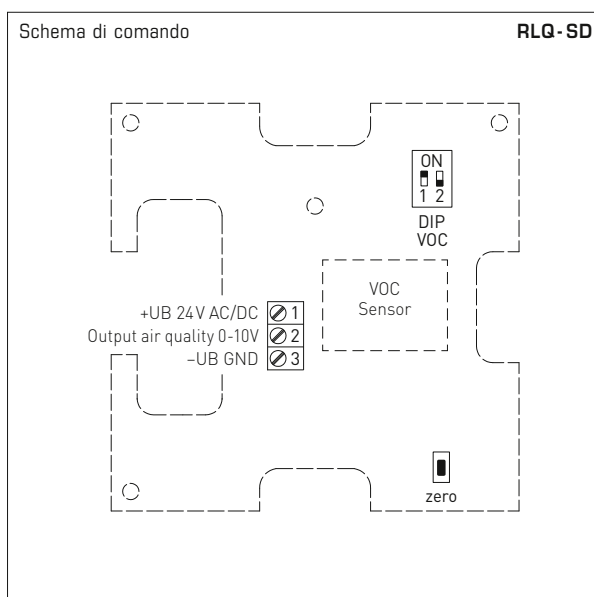 Schema di comando RLQ-SD
ON
1 2
DIP
VOC
VOC
Sensor
+UB 24V AC/DC 1
Output air quality 0-10V 2
–UB GND 3
zero